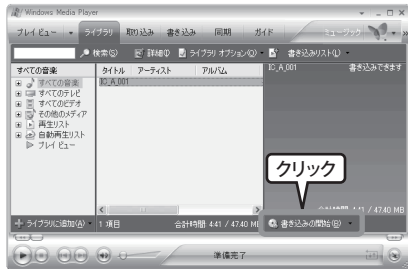 Windows Media Player
プレイ ビュー ライブラリ 取り込み 書き込み 同期 ガイド ミュージック
検索(S) 詳細(D) ライブラリ オプション(O) 書き込みリスト(L)
すべての音楽 タイトル アーティスト アルバム IC_A_001 書き込みできます
すべての音楽 IC_A_001
すべてのテレビ
すべてのビデオ
その他のメディア
再生リスト
自動再生リスト
プレイ ビュー
クリック
4:41 / 47.40 MB
ライブラリに追加(A) 1 項目 合計時間: 4:41 / 47.40 MB 書き込みの開始(B)
準備完了